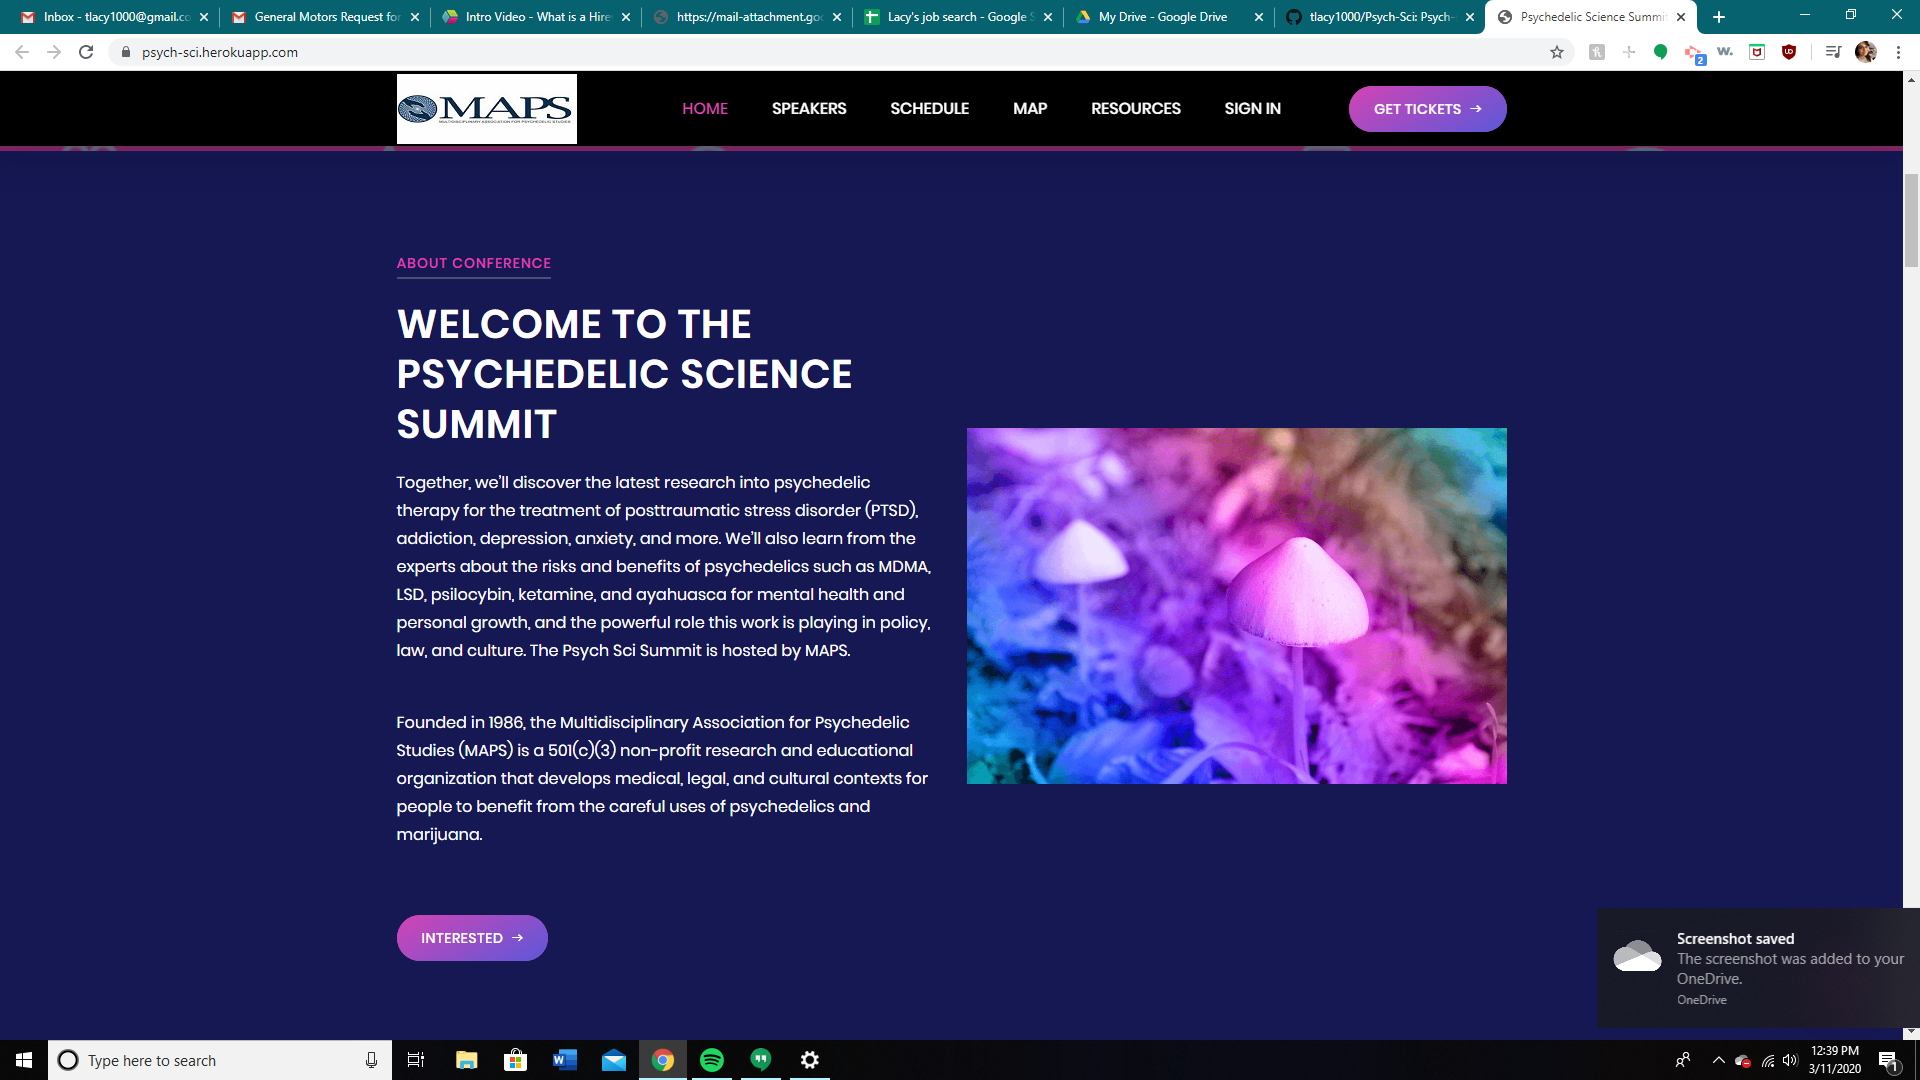 Inbox - tlacy1000@gmail.co
General Motors Request for
Intro Video - What is a Hire
https://mail-attachment.goo
Lacy's job search - Google S
My Drive - Google Drive
tlacy1000/Psych-Sci: Psych-
Psychedelic Science Summit
psych-sci.herokuapp.com
2
MAPS
MULTIDISCIPLINARY ASSOCIATION FOR PSYCHEDELIC STUDIES
HOME
SPEAKERS
SCHEDULE
MAP
RESOURCES
SIGN IN
GET TICKETS →
ABOUT CONFERENCE
WELCOME TO THE
PSYCHEDELIC SCIENCE
SUMMIT
Together, we'll discover the latest research into psychedelic
therapy for the treatment of posttraumatic stress disorder (PTSD),
addiction, depression, anxiety, and more. We'll also learn from the
experts about the risks and benefits of psychedelics such as MDMA,
LSD, psilocybin, ketamine, and ayahuasca for mental health and
personal growth, and the powerful role this work is playing in policy,
law, and culture. The Psych Sci Summit is hosted by MAPS.
Founded in 1986, the Multidisciplinary Association for Psychedelic
Studies (MAPS) is a 501(c)(3) non-profit research and educational
organization that develops medical, legal, and cultural contexts for
people to benefit from the careful uses of psychedelics and
marijuana.
INTERESTED →
Screenshot saved
The screenshot was added to your
OneDrive.
OneDrive
Type here to search
12:39 PM
3/11/2020
1